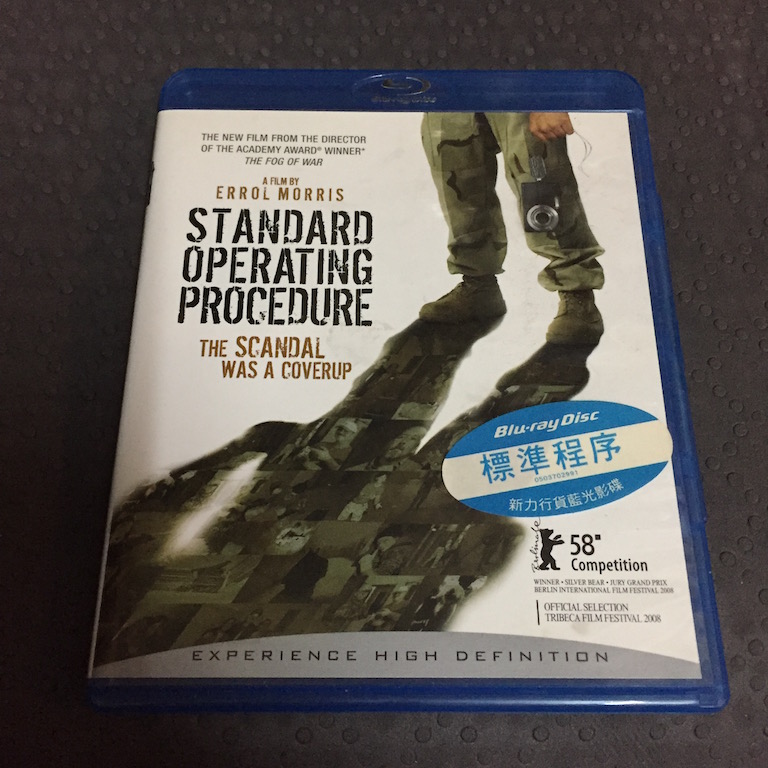 Blu-ray Disc
THE NEW FILM FROM THE DIRECTOR
OF THE ACADEMY AWARD® WINNER*
THE FOG OF WAR
A FILM BY
ERROL MORRIS
STANDARD
OPERATING
PROCEDURE
THE SCANDAL
WAS A COVERUP
Blu-ray Disc
標準程序
0503702991
新力行貨藍光影碟
Berlinale
58"
Competition
WINNER • SILVER BEAR • JURY GRAND PRIX
BERLIN INTERNATIONAL FILM FESTIVAL 2008
OFFICIAL SELECTION
TRIBECA FILM FESTIVAL 2008
EXPERIENCE HIGH DEFINITION